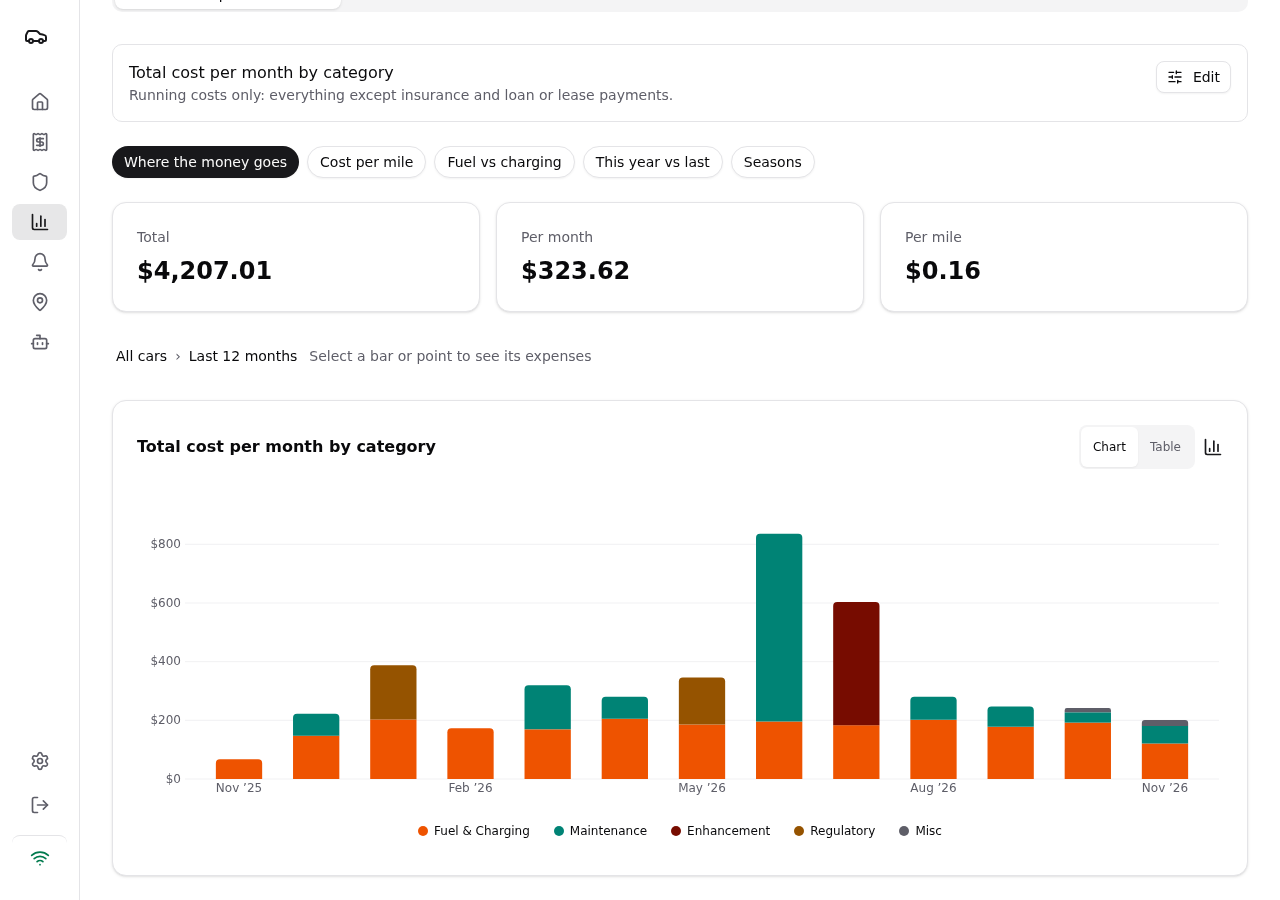 Total cost per month by category
Running costs only: everything except insurance and loan or lease payments.
Edit
Where the money goes
Cost per mile
Fuel vs charging
This year vs last
Seasons
Total
$4,207.01
Per month
$323.62
Per mile
$0.16
All cars › Last 12 months Select a bar or point to see its expenses
Total cost per month by category
Chart
Table
$800
$600
$400
$200
$0
Nov ’25
Feb ’26
May ’26
Aug ’26
Nov ’26
Fuel & Charging
Maintenance
Enhancement
Regulatory
Misc